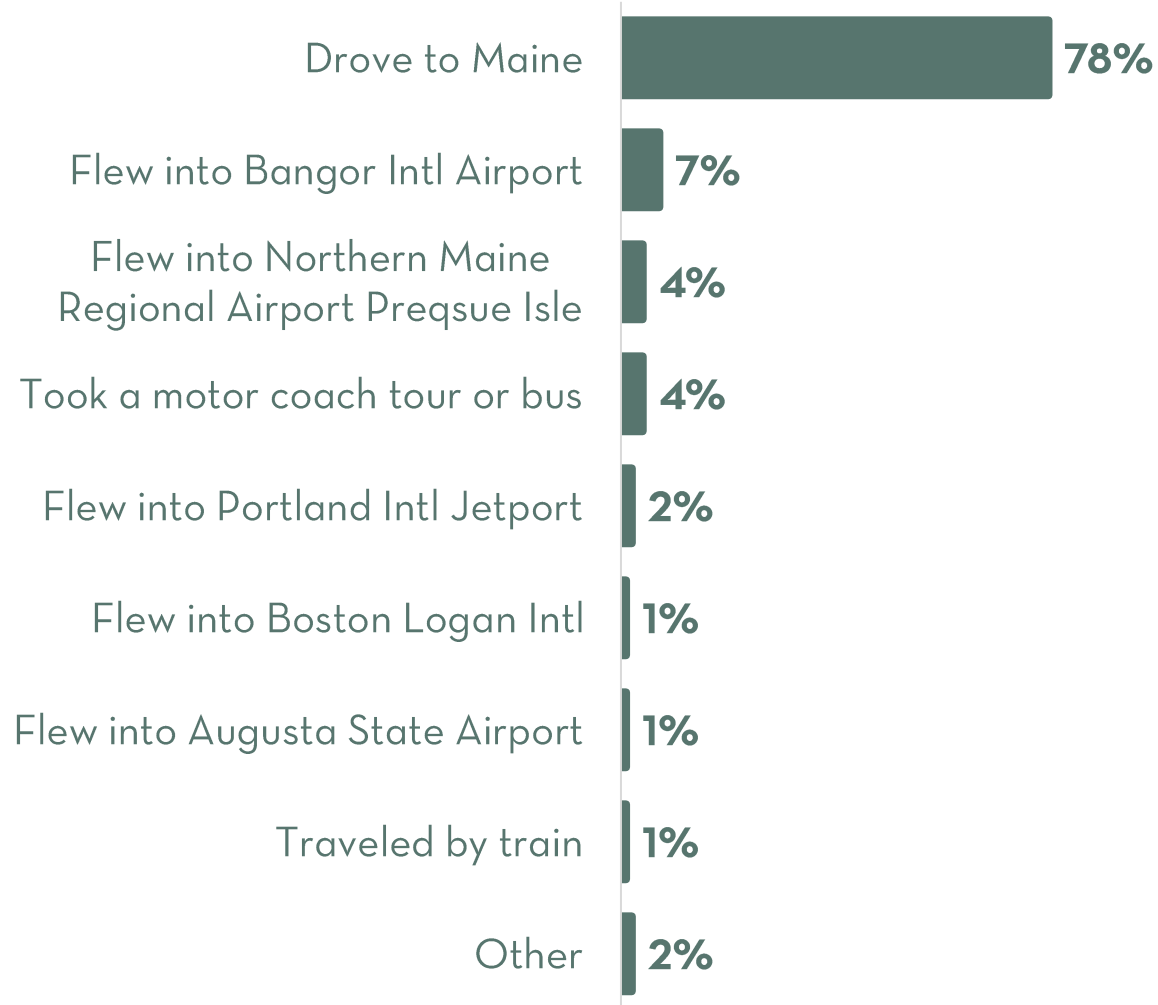 Drove to Maine 78%
Flew into Bangor Intl Airport 7%
Flew into Northern Maine
Regional Airport Preqsue Isle 4%
Took a motor coach tour or bus 4%
Flew into Portland Intl Jetport 2%
Flew into Boston Logan Intl 1%
Flew into Augusta State Airport 1%
Traveled by train 1%
Other 2%